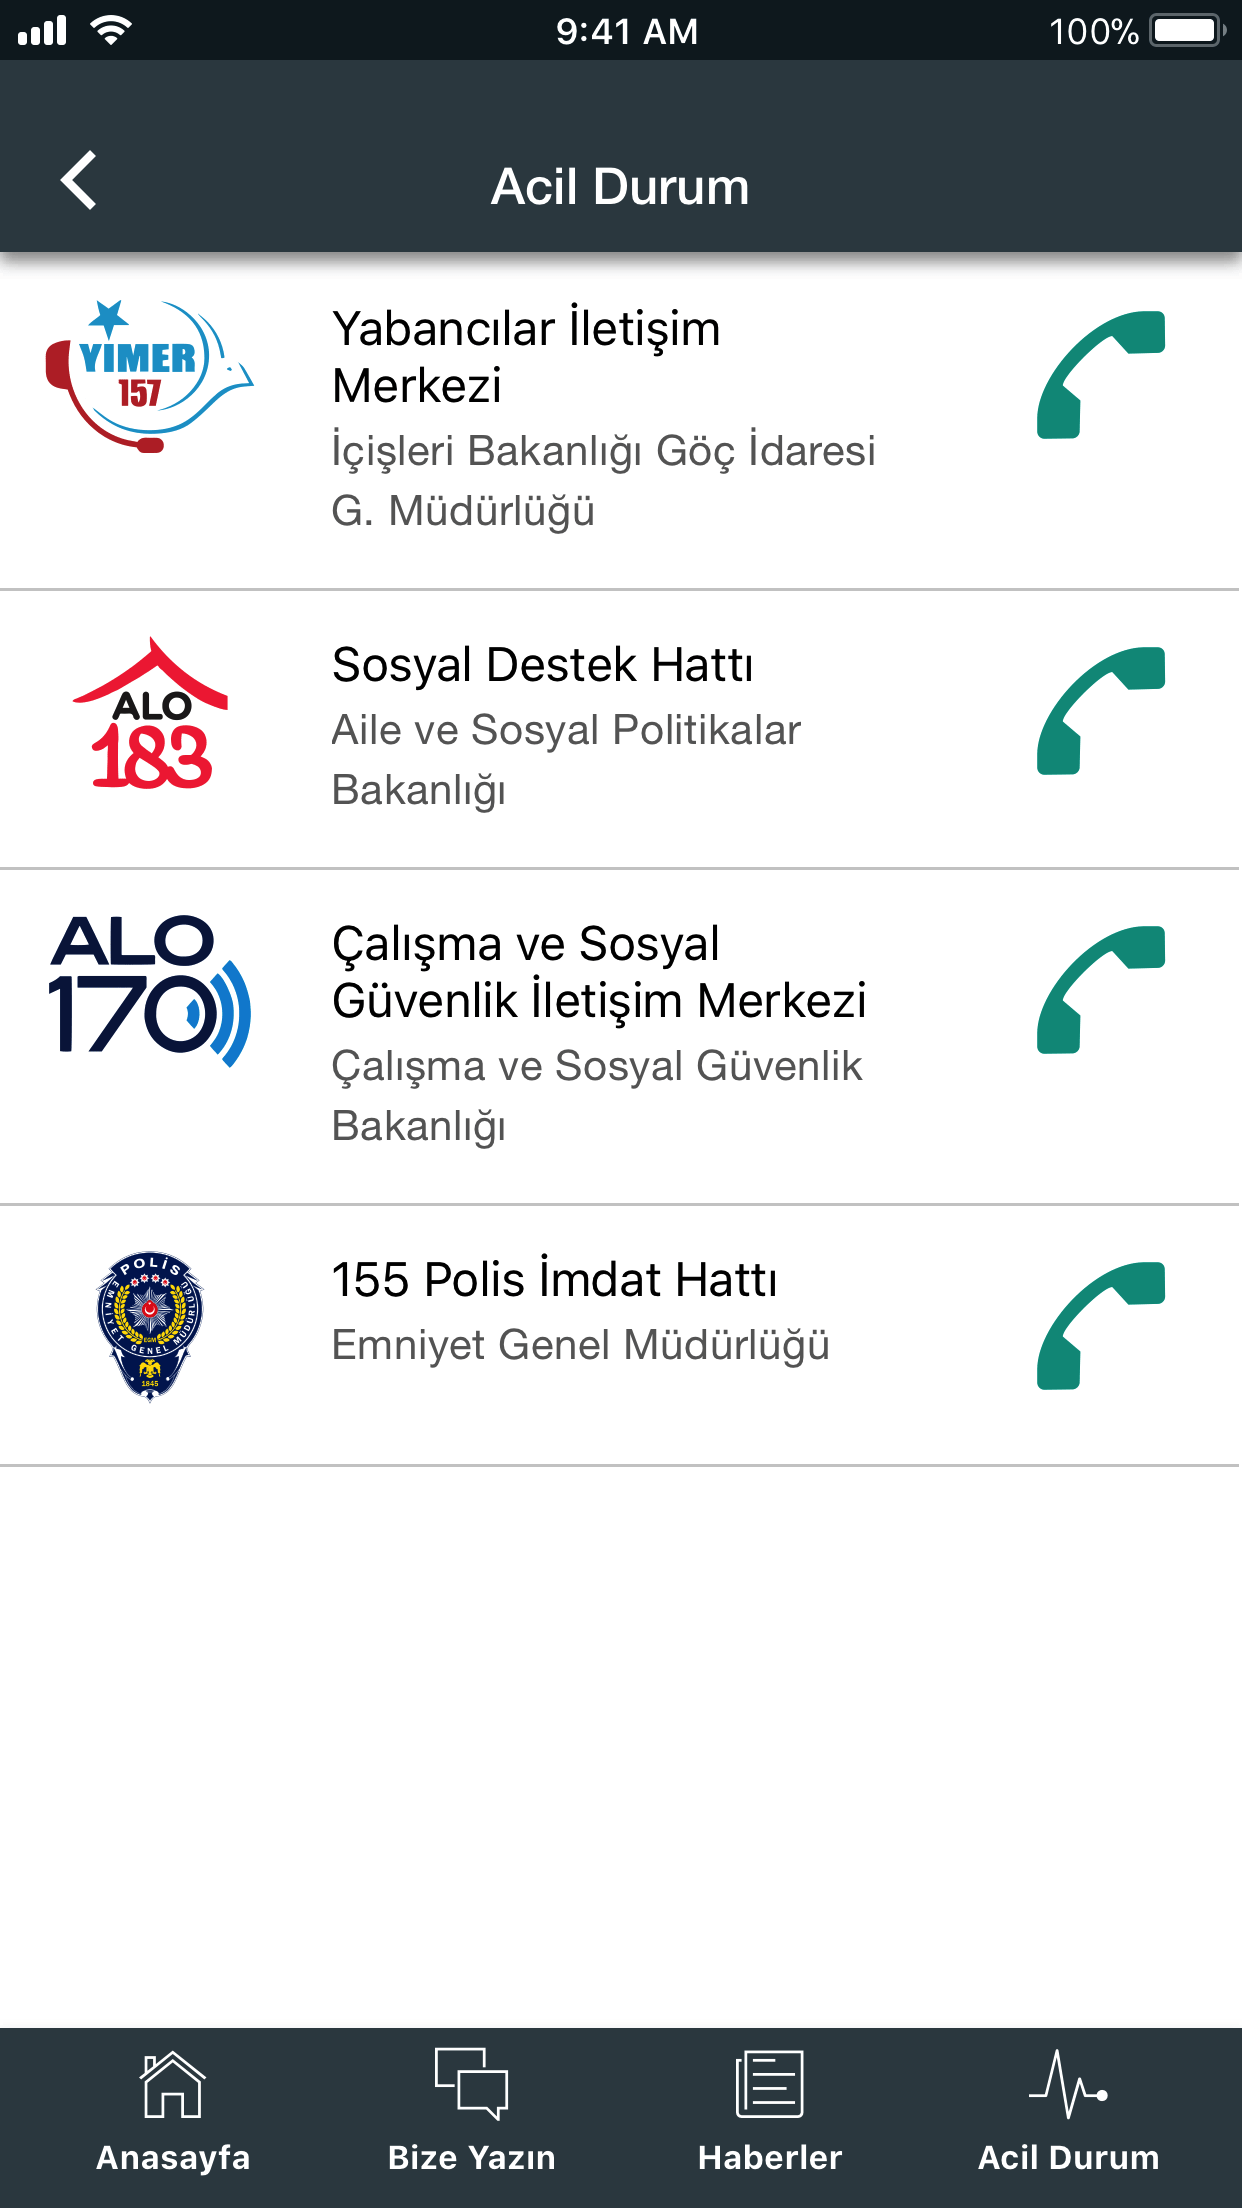 9:41 AM
100%
Acil Durum
YİMER
157
Yabancılar İletişim
Merkezi
İçişleri Bakanlığı Göç İdaresi
G. Müdürlüğü
ALO
183
Sosyal Destek Hattı
Aile ve Sosyal Politikalar
Bakanlığı
ALO
170
Çalışma ve Sosyal
Güvenlik İletişim Merkezi
Çalışma ve Sosyal Güvenlik
Bakanlığı
POLİS
EMNİYET GENEL MÜDÜRLÜĞÜ
EGM
1845
155 Polis İmdat Hattı
Emniyet Genel Müdürlüğü
Anasayfa
Bize Yazın
Haberler
Acil Durum